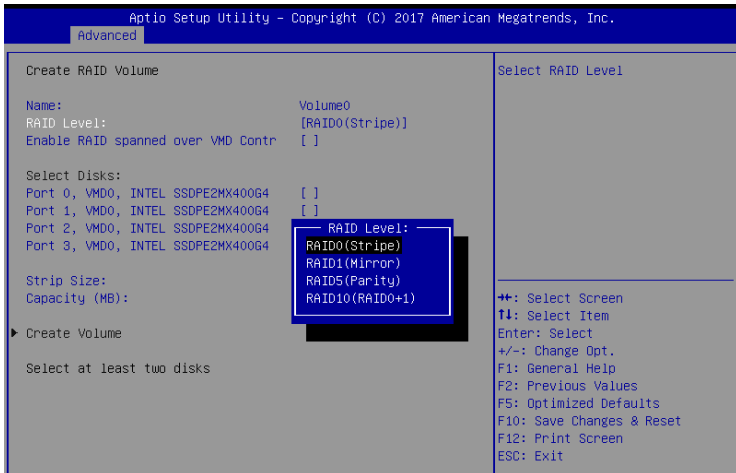 Aptio Setup Utility – Copyright (C) 2017 American Megatrends, Inc.
Advanced
Create RAID Volume
Name: Volume0
RAID Level: [RAID0(Stripe)]
Enable RAID spanned over VMD Contr [ ]
Select Disks:
Port 0, VMD0, INTEL SSDPE2MX400G4 [ ]
Port 1, VMD0, INTEL SSDPE2MX400G4 [ ]
Port 2, VMD0, INTEL SSDPE2MX400G4
Port 3, VMD0, INTEL SSDPE2MX400G4
Strip Size:
Capacity (MB):
Create Volume
Select at least two disks
RAID Level:
RAID0(Stripe)
RAID1(Mirror)
RAID5(Parity)
RAID10(RAID0+1)
Select RAID Level
→←: Select Screen
↑↓: Select Item
Enter: Select
+/-: Change Opt.
F1: General Help
F2: Previous Values
F5: Optimized Defaults
F10: Save Changes & Reset
F12: Print Screen
ESC: Exit